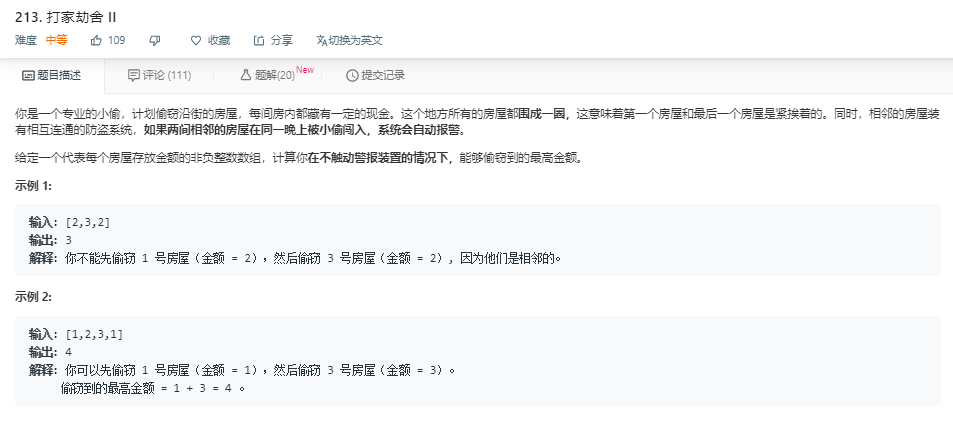 213. 打家劫舍 II
难度 中等 109 收藏 分享 切换为英文
题目描述 评论 (111) 题解(20) New 提交记录
你是一个专业的小偷，计划偷窃沿街的房屋，每间房内都藏有一定的现金。这个地方所有的房屋都围成一圈，这意味着第一个房屋和最后一个房屋是紧挨着的。同时，相邻的房屋装
有相互连通的防盗系统，如果两间相邻的房屋在同一晚上被小偷闯入，系统会自动报警。
给定一个代表每个房屋存放金额的非负整数数组，计算你在不触动警报装置的情况下，能够偷窃到的最高金额。
示例 1:
输入: [2,3,2]
输出: 3
解释: 你不能先偷窃 1 号房屋（金额 = 2），然后偷窃 3 号房屋（金额 = 2）, 因为他们是相邻的。
示例 2:
输入: [1,2,3,1]
输出: 4
解释: 你可以先偷窃 1 号房屋（金额 = 1），然后偷窃 3 号房屋（金额 = 3）。
偷窃到的最高金额 = 1 + 3 = 4 。